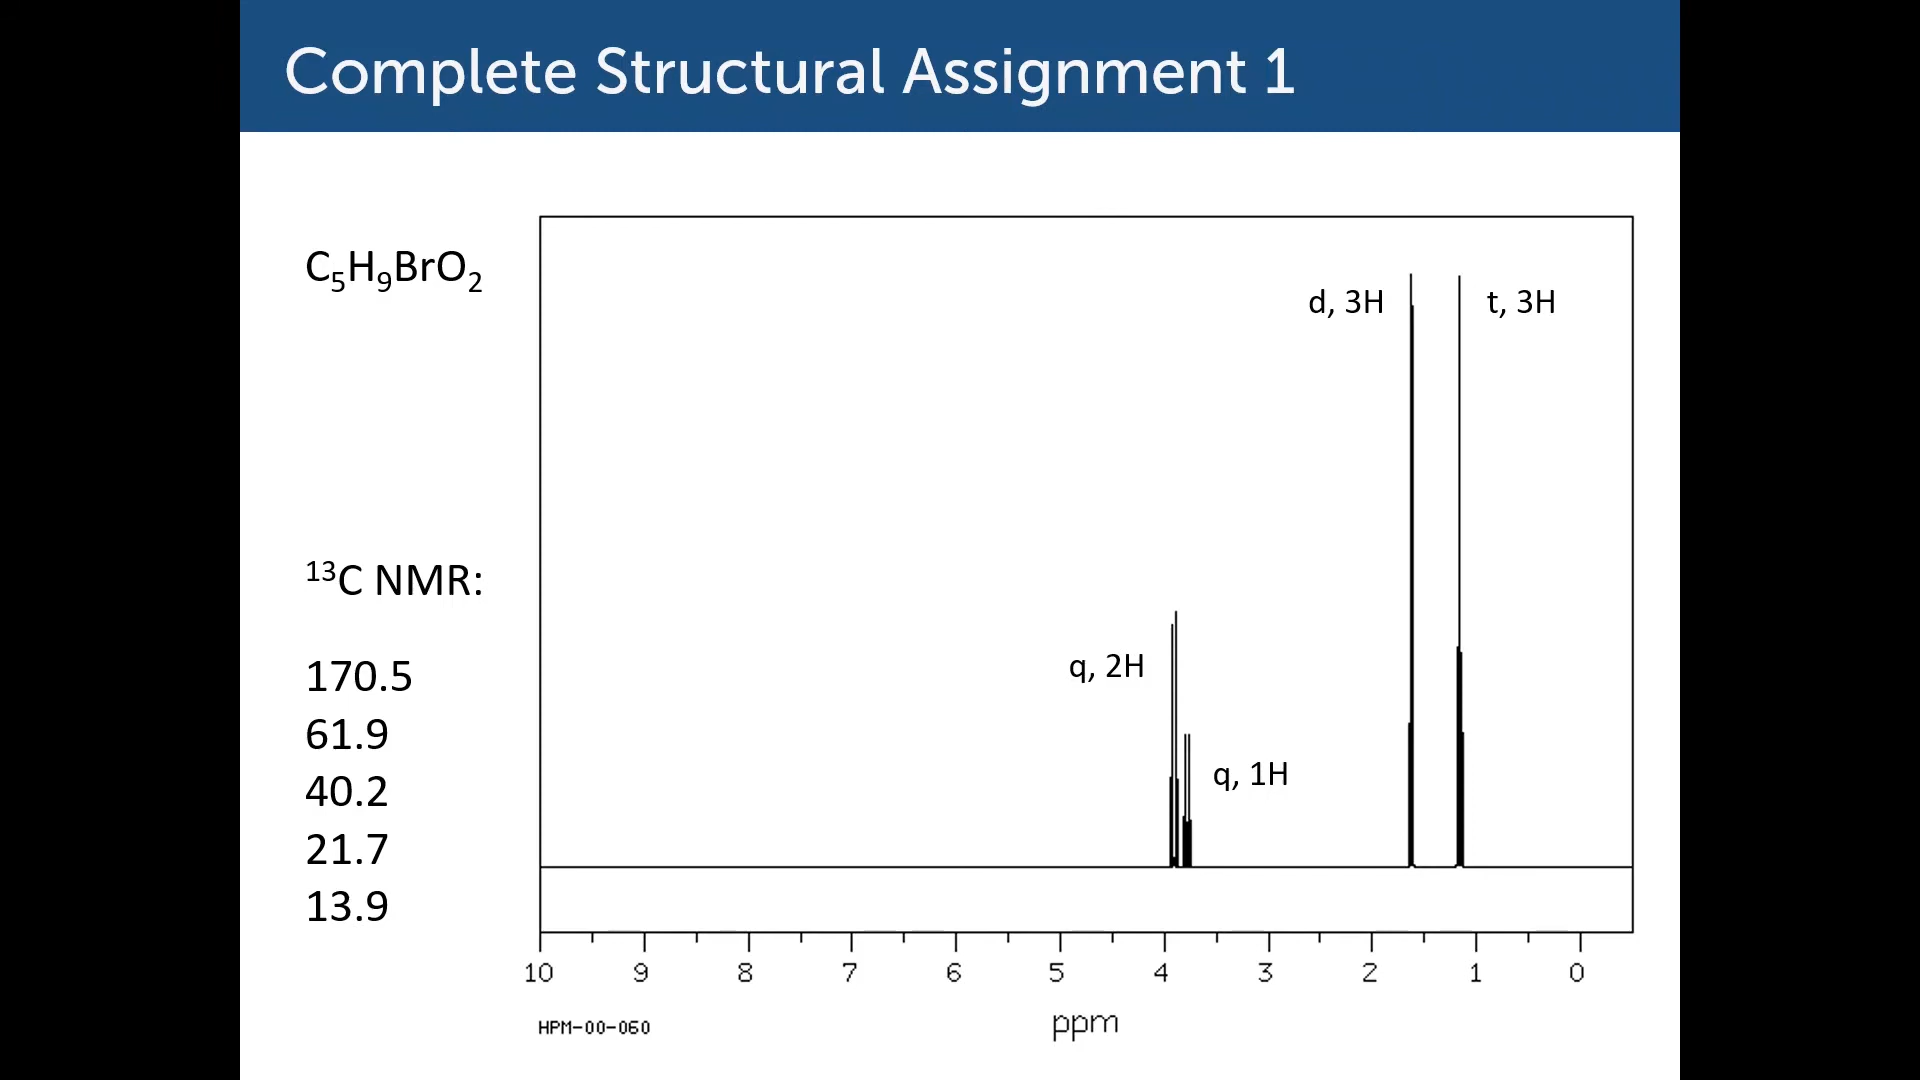 Complete Structural Assignment 1
C₅H₉BrO₂
d, 3H
t, 3H
q, 2H
q, 1H
¹³C NMR:
170.5
61.9
40.2
21.7
13.9
10 9 8 7 6 5 4 3 2 1 0
HPM-00-060
ppm